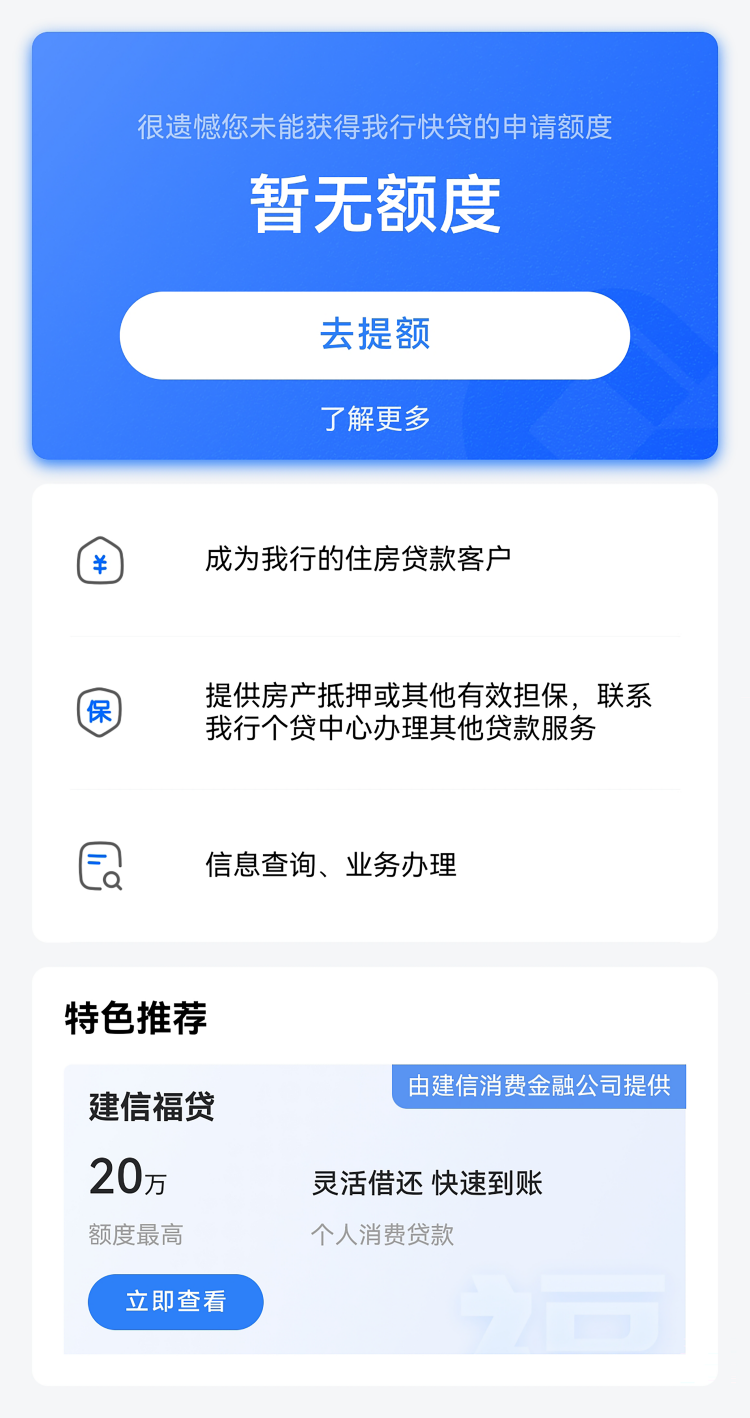 很遗憾您未能获得我行快贷的申请额度
暂无额度
去提额
了解更多
¥
成为我行的住房贷款客户
保
提供房产抵押或其他有效担保，联系
我行个贷中心办理其他贷款服务
信息查询、业务办理
特色推荐
由建信消费金融公司提供
建信福贷
20万
灵活借还 快速到账
额度最高
个人消费贷款
立即查看
福